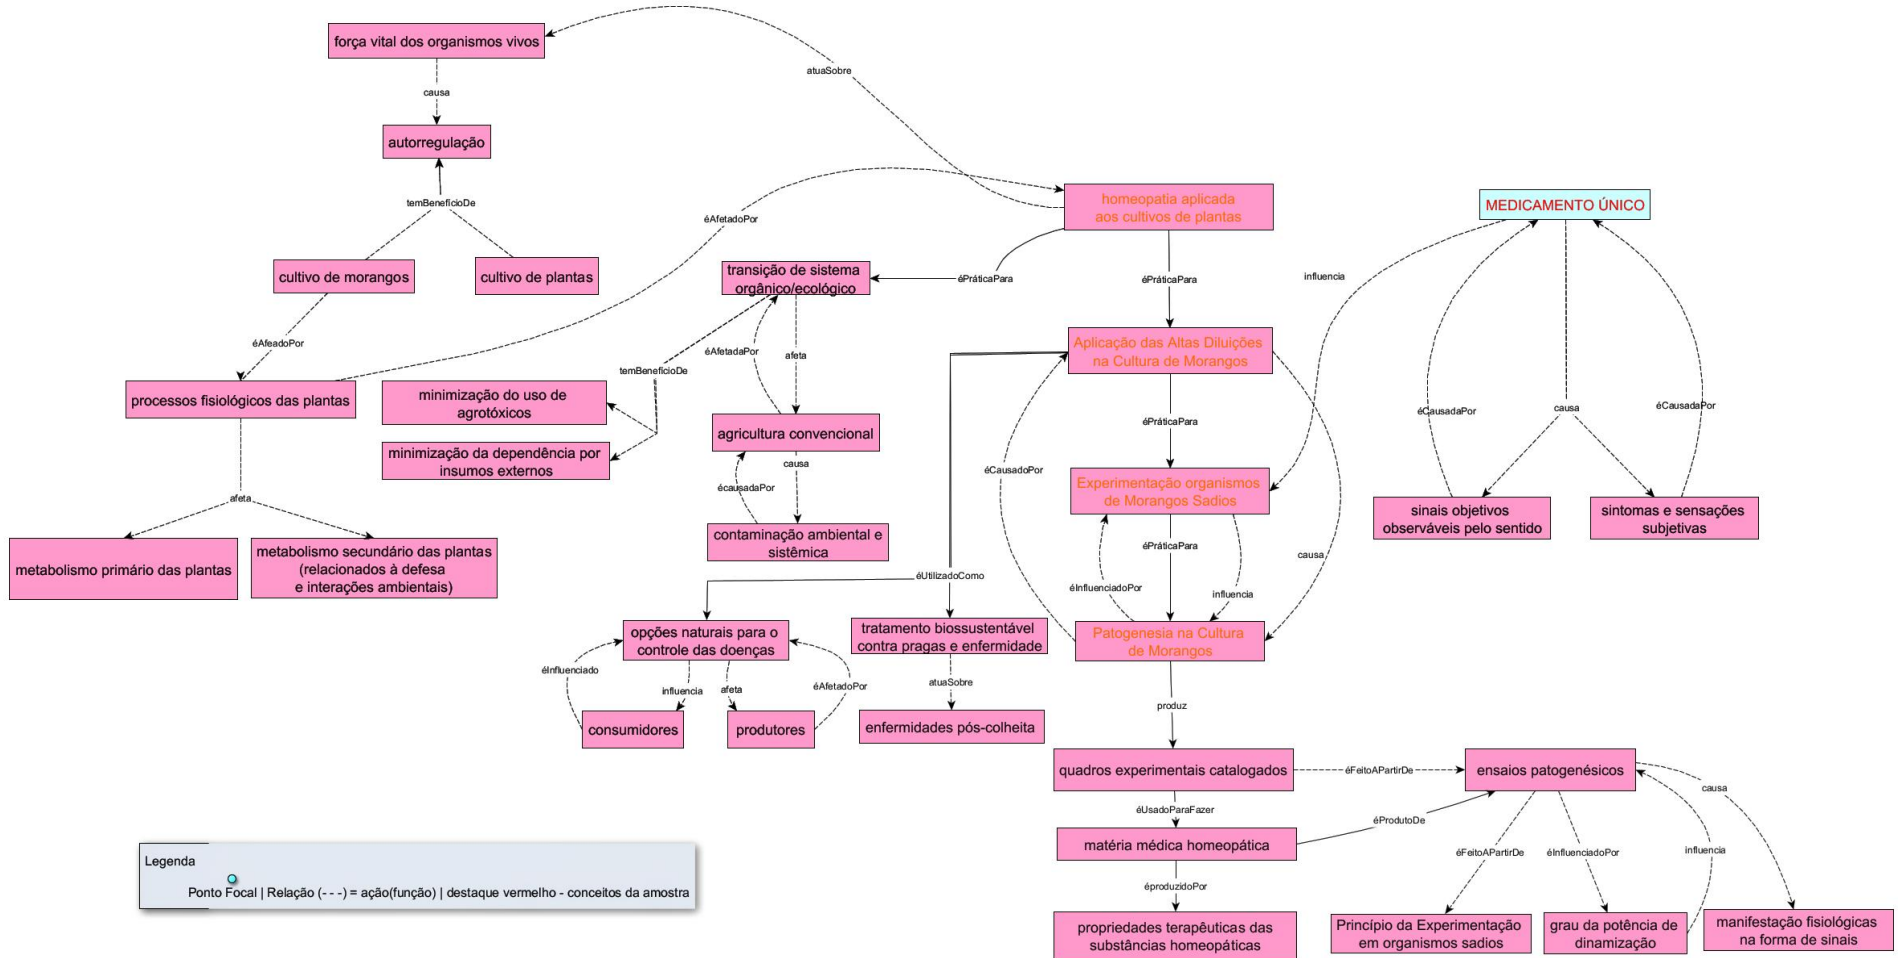 força vital dos organismos vivos
atuaSobre
causa
autorregulação
temBenefícioDe
cultivo de morangos
cultivo de plantas
éAfeadoPor
éAfetadoPor
homeopatia aplicada
aos cultivos de plantas
MEDICAMENTO ÚNICO
transição de sistema
orgânico/ecológico
éPráticaPara
éPráticaPara
influencia
Aplicação das Altas Diluições
na Cultura de Morangos
éAfetadaPor
afeta
temBenefícioDe
processos fisiológicos das plantas
minimização do uso de
agrotóxicos
minimização da dependência por
insumos externos
agricultura convencional
causa
écausadaPor
contaminação ambiental e
sistêmica
afeta
metabolismo primário das plantas
metabolismo secundário das plantas
(relacionados à defesa
e interações ambientais)
éPráticaPara
éCausadoPor
Experimentação organismos
de Morangos Sadios
éCausadaPor
causa
éCausadaPor
sinais objetivos
observáveis pelo sentido
sintomas e sensações
subjetivas
éPráticaPara
causa
éInfluenciadoPor
influencia
éUtilizadoComo
opções naturais para o
controle das doenças
tratamento biossustentável
contra pragas e enfermidade
Patogenesia na Cultura
de Morangos
éInfluenciado
influencia
afeta
éAfetadoPor
atuaSobre
consumidores
produtores
enfermidades pós-colheita
produz
quadros experimentais catalogados
éFeitoAPartirDe
ensaios patogenésicos
causa
éUsadoParaFazer
éProdutoDe
matéria médica homeopática
éFeitoAPartirDe
éInfluenciadoPor
influencia
éproduzidoPor
propriedades terapêuticas das
substâncias homeopáticas
Princípio da Experimentação
em organismos sadios
grau da potência de
dinamização
manifestação fisiológicas
na forma de sinais
Legenda
Ponto Focal | Relação (- - -) = ação(função) | destaque vermelho - conceitos da amostra